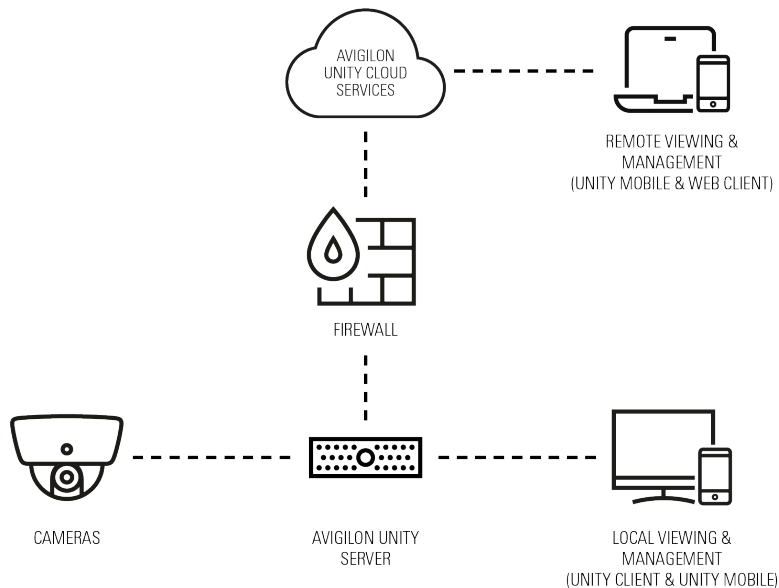 AVIGILON
UNITY CLOUD
SERVICES
REMOTE VIEWING &
MANAGEMENT
(UNITY MOBILE & WEB CLIENT)
FIREWALL
CAMERAS
AVIGILON UNITY
SERVER
LOCAL VIEWING &
MANAGEMENT
(UNITY CLIENT & UNITY MOBILE)